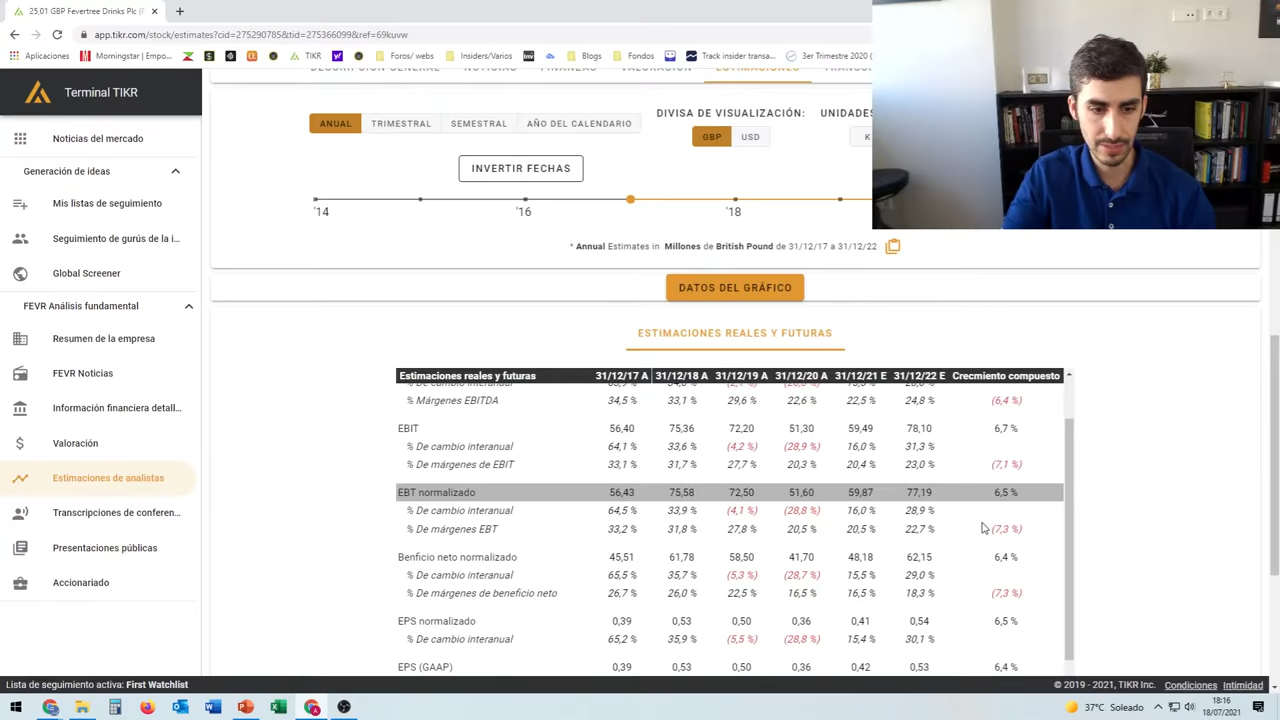 25,01 GBP Fevertree Drinks Plc (F
app.tikr.com/stock/estimates?cid=275290785&tid=275366099&ref=69kuvw
Aplicaciones
Morningstar | Empo...
TIKR
Foros/ webs
Insiders/Varios
Blogs
Fondos
Track insider transa...
3er Trimestre 2020 (
Terminal TIKR
Noticias del mercado
Generación de ideas
Mis listas de seguimiento
Seguimiento de gurús de la i...
Global Screener
FEVR Análisis fundamental
Resumen de la empresa
FEVR Noticias
Información financiera detall...
Valoración
Estimaciones de analistas
Transcripciones de conferen...
Presentaciones públicas
Accionariado
DIVISA DE VISUALIZACIÓN: UNIDADES
ANUAL TRIMESTRAL SEMESTRAL AÑO DEL CALENDARIO GBP USD K
INVERTIR FECHAS
'14 '16 '18
* Annual Estimates in Millones de British Pound de 31/12/17 a 31/12/22
DATOS DEL GRÁFICO
ESTIMACIONES REALES Y FUTURAS
Estimaciones reales y futuras 31/12/17 A 31/12/18 A 31/12/19 A 31/12/20 A 31/12/21 E 31/12/22 E Crecmiento compuesto
% De cambio interanual
% Márgenes EBITDA 34,5 % 33,1 % 29,6 % 22,6 % 22,5 % 24,8 % (6,4 %)
EBIT 56,40 75,36 72,20 51,30 59,49 78,10 6,7 %
% De cambio interanual 64,1 % 33,6 % (4,2 %) (28,9 %) 16,0 % 31,3 %
% De márgenes de EBIT 33,1 % 31,7 % 27,7 % 20,3 % 20,4 % 23,0 % (7,1 %)
EBT normalizado 56,43 75,58 72,50 51,60 59,87 77,19 6,5 %
% De cambio interanual 64,5 % 33,9 % (4,1 %) (28,8 %) 16,0 % 28,9 %
% De márgenes EBT 33,2 % 31,8 % 27,8 % 20,5 % 20,5 % 22,7 % (7,3 %)
Benficio neto normalizado 45,51 61,78 58,50 41,70 48,18 62,15 6,4 %
% De cambio interanual 65,5 % 35,7 % (5,3 %) (28,7 %) 15,5 % 29,0 %
% De márgenes de beneficio neto 26,7 % 26,0 % 22,5 % 16,5 % 16,5 % 18,3 % (7,3 %)
EPS normalizado 0,39 0,53 0,50 0,36 0,41 0,54 6,5 %
% De cambio interanual 65,2 % 35,9 % (5,5 %) (28,8 %) 15,4 % 30,1 %
EPS (GAAP) 0,39 0,53 0,50 0,36 0,42 0,53 6,4 %
Lista de seguimiento activa: First Watchlist
© 2019 - 2021, TIKR Inc. Condiciones Intimidad
37°C Soleado
18:16
18/07/2021